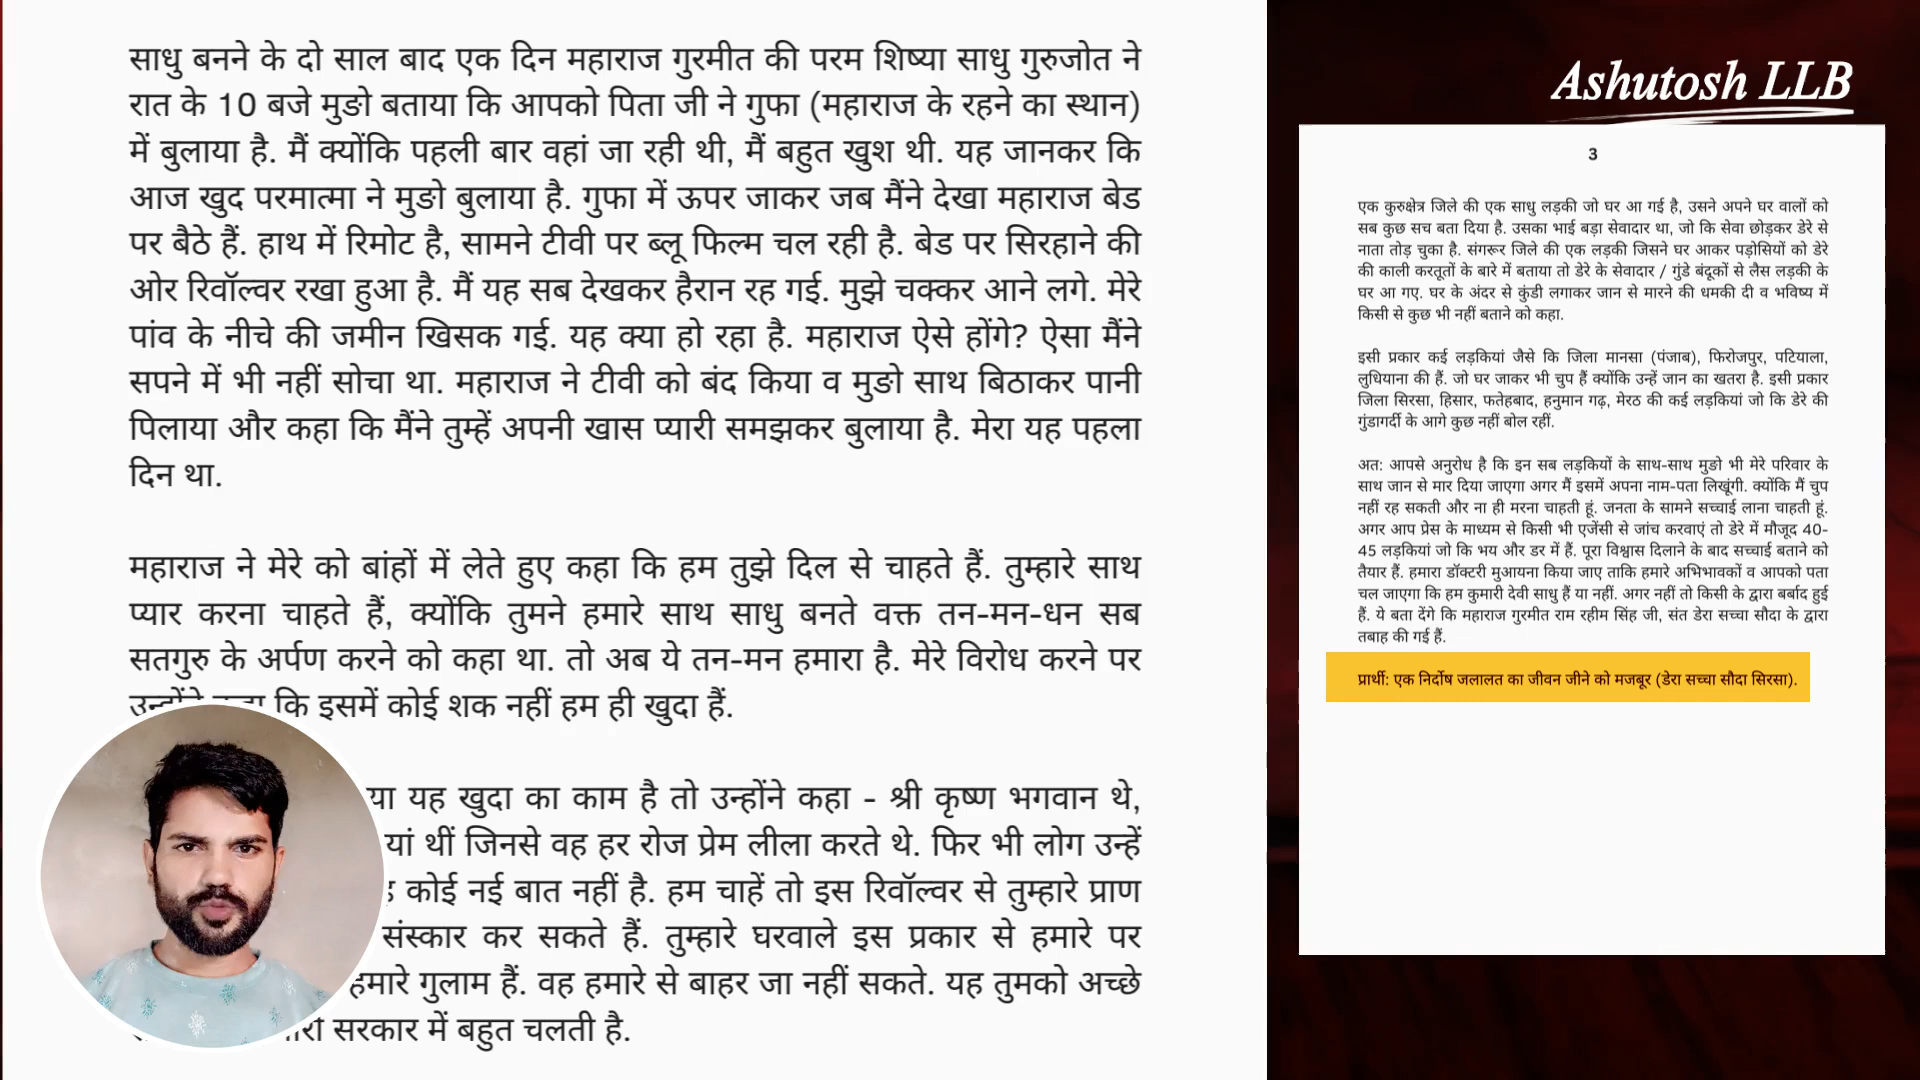 साधु बनने के दो साल बाद एक दिन महाराज गुरमीत की परम शिष्या साधु गुरुजोत ने
रात के 10 बजे मुङो बताया कि आपको पिता जी ने गुफा (महाराज के रहने का स्थान)
में बुलाया है. मैं क्योंकि पहली बार वहां जा रही थी, मैं बहुत खुश थी. यह जानकर कि
आज खुद परमात्मा ने मुङो बुलाया है. गुफा में ऊपर जाकर जब मैंने देखा महाराज बेड
पर बैठे हैं. हाथ में रिमोट है, सामने टीवी पर ब्लू फिल्म चल रही है. बेड पर सिरहाने की
ओर रिवॉल्वर रखा हुआ है. मैं यह सब देखकर हैरान रह गई. मुझे चक्कर आने लगे. मेरे
पांव के नीचे की जमीन खिसक गई. यह क्या हो रहा है. महाराज ऐसे होंगे? ऐसा मैंने
सपने में भी नहीं सोचा था. महाराज ने टीवी को बंद किया व मुङो साथ बिठाकर पानी
पिलाया और कहा कि मैंने तुम्हें अपनी खास प्यारी समझकर बुलाया है. मेरा यह पहला
दिन था.
महाराज ने मेरे को बांहों में लेते हुए कहा कि हम तुझे दिल से चाहते हैं. तुम्हारे साथ
प्यार करना चाहते हैं, क्योंकि तुमने हमारे साथ साधु बनते वक्त तन-मन-धन सब
सतगुरु के अर्पण करने को कहा था. तो अब ये तन-मन हमारा है. मेरे विरोध करने पर
कि इसमें कोई शक नहीं हम ही खुदा हैं.
यह खुदा का काम है तो उन्होंने कहा - श्री कृष्ण भगवान थे,
थीं जिनसे वह हर रोज प्रेम लीला करते थे. फिर भी लोग उन्हें
कोई नई बात नहीं है. हम चाहें तो इस रिवॉल्वर से तुम्हारे प्राण
संस्कार कर सकते हैं. तुम्हारे घरवाले इस प्रकार से हमारे पर
हमारे गुलाम हैं. वह हमारे से बाहर जा नहीं सकते. यह तुमको अच्छे
सरकार में बहुत चलती है.
Ashutosh LLB
3
एक कुरुक्षेत्र जिले की एक साधु लड़की जो घर आ गई है, उसने अपने घर वालों को
सब कुछ सच बता दिया है. उसका भाई बड़ा सेवादार था, जो कि सेवा छोड़कर डेरे से
नाता तोड़ चुका है. संगरूर जिले की एक लड़की जिसने घर आकर पड़ोसियों को डेरे
की काली करतूतों के बारे में बताया तो डेरे के सेवादार / गुंडे बंदूकों से लैस लड़की के
घर आ गए. घर के अंदर से कुंडी लगाकर जान से मारने की धमकी दी व भविष्य में
किसी से कुछ भी नहीं बताने को कहा.
इसी प्रकार कई लड़कियां जैसे कि जिला मानसा (पंजाब), फिरोजपुर, पटियाला,
लुधियाना की हैं. जो घर जाकर भी चुप हैं क्योंकि उन्हें जान का खतरा है. इसी प्रकार
जिला सिरसा, हिसार, फतेहबाद, हनुमान गढ़, मेरठ की कई लड़कियां जो कि डेरे की
गुंडागर्दी के आगे कुछ नहीं बोल रहीं.
अत: आपसे अनुरोध है कि इन सब लड़कियों के साथ-साथ मुङो भी मेरे परिवार के
साथ जान से मार दिया जाएगा अगर मैं इसमें अपना नाम-पता लिखूंगी. क्योंकि मैं चुप
नहीं रह सकती और ना ही मरना चाहती हूं. जनता के सामने सच्चाई लाना चाहती हूं.
अगर आप प्रेस के माध्यम से किसी भी एजेंसी से जांच करवाएं तो डेरे में मौजूद 40-
45 लड़कियां जो कि भय और डर में हैं. पूरा विश्वास दिलाने के बाद सच्चाई बताने को
तैयार हैं. हमारा डॉक्टरी मुआयना किया जाए ताकि हमारे अभिभावकों व आपको पता
चल जाएगा कि हम कुमारी देवी साधु हैं या नहीं. अगर नहीं तो किसी के द्वारा बर्बाद हुई
हैं. ये बता देंगे कि महाराज गुरमीत राम रहीम सिंह जी, संत डेरा सच्चा सौदा के द्वारा
तबाह की गई हैं.
प्रार्थी: एक निर्दोष जलालत का जीवन जीने को मजबूर (डेरा सच्चा सौदा सिरसा).